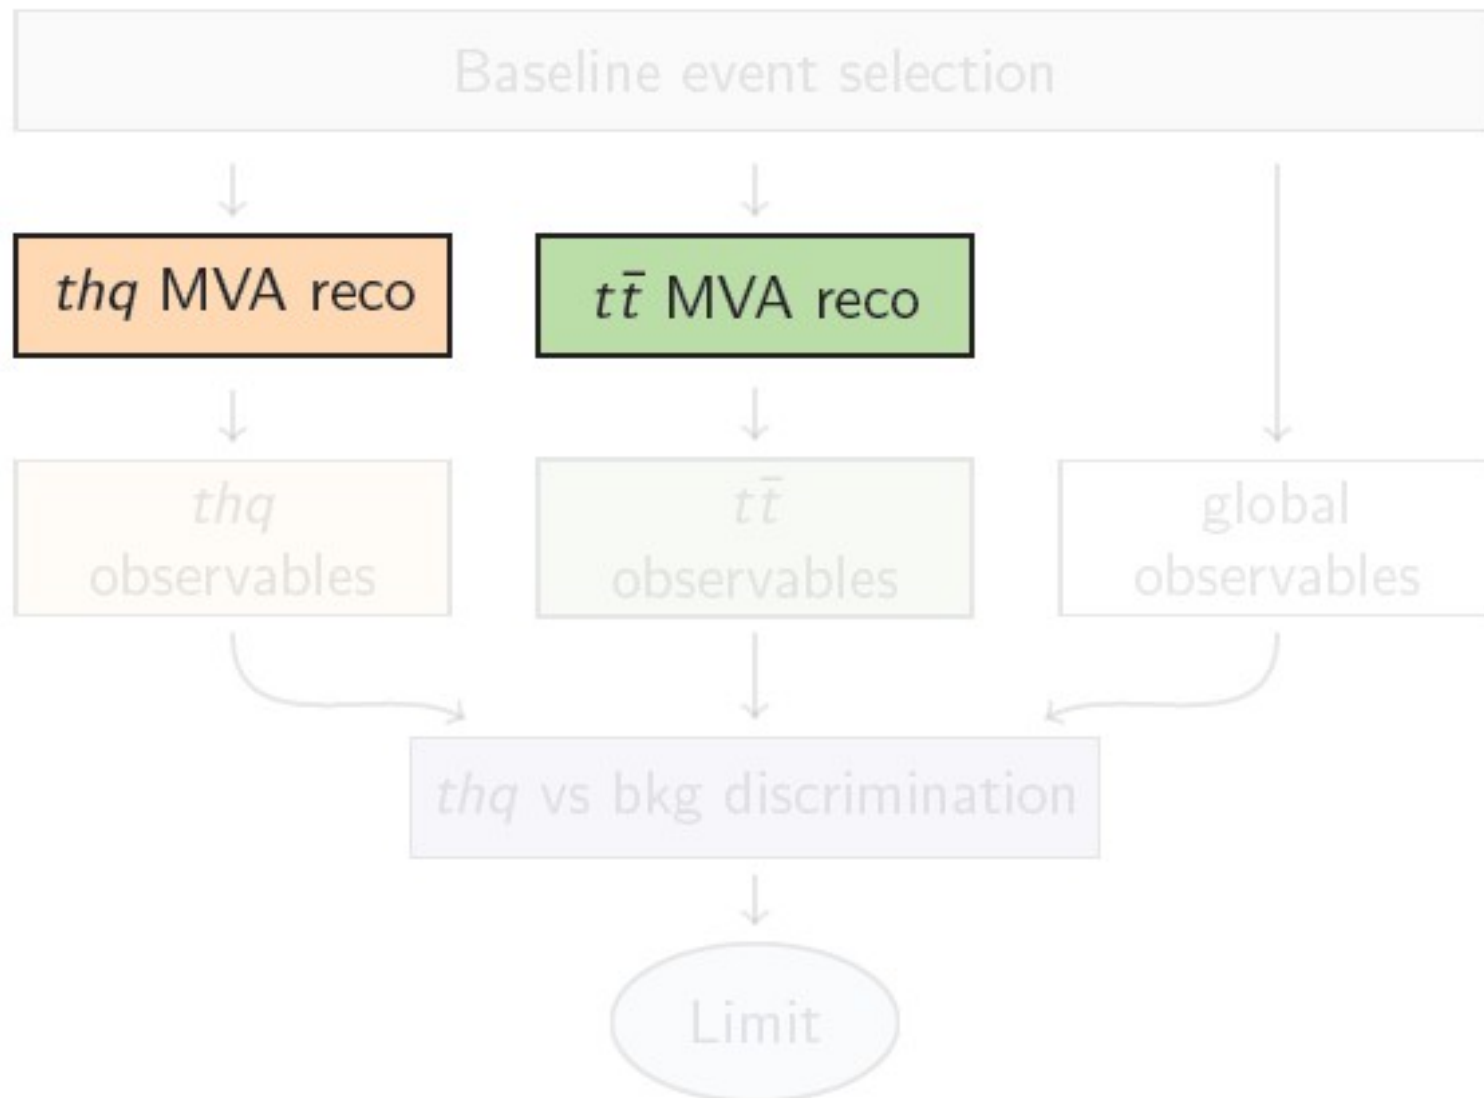 Baseline event selection
thq MVA reco
tt̄ MVA reco
thq
observables
tt̄
observables
global
observables
thq vs bkg discrimination
Limit